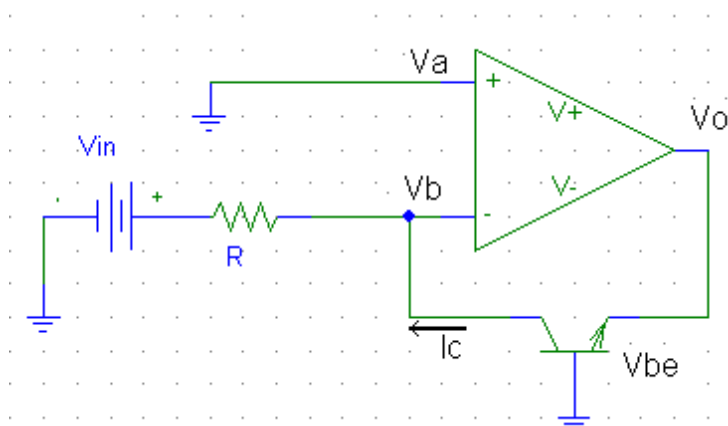 Va
+
V+
Vo
Vin
- +
Vb
V-
-
R
Ic
Vbe